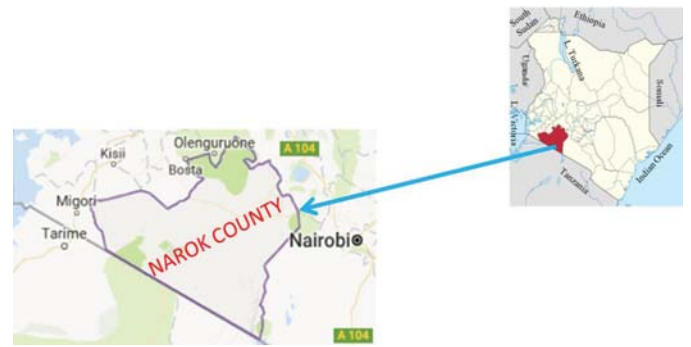 South
Sudan
Ethiopia
L. Turkana
Uganda
Somali
L. Victoria
Indian Ocean
Tanzania
Olenguruône
A 104
Kisii
Bosta
Migori
Tarime
NAROK COUNTY
Nairobi
A 104